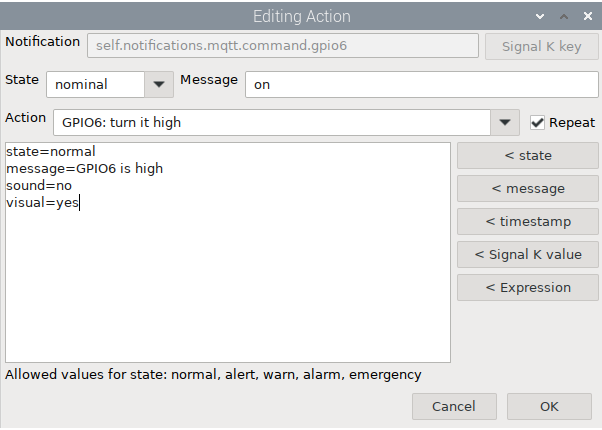 Editing Action
Notification self.notifications.mqtt.command.gpio6 Signal K key
State nominal Message on
Action GPIO6: turn it high Repeat
state=normal
message=GPIO6 is high
sound=no
visual=yes
< state
< message
< timestamp
< Signal K value
< Expression
Allowed values for state: normal, alert, warn, alarm, emergency
Cancel OK